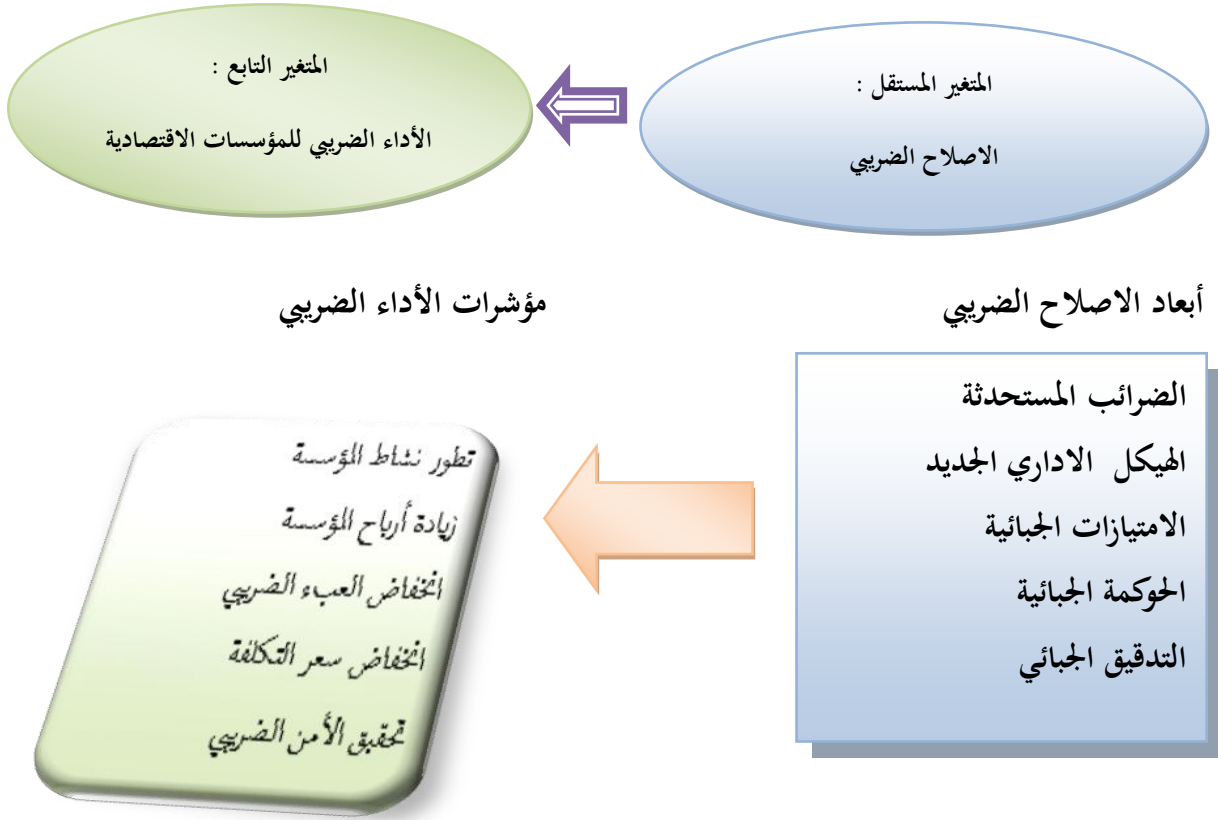 المتغير المستقل :
الاصلاح الضريبي
المتغير التابع :
الأداء الضريبي للمؤسسات الاقتصادية
أبعاد الاصلاح الضريبي
الضرائب المستحدثة
الهيكل الاداري الجديد
الامتيازات الجبائية
الحوكمة الجبائية
التدقيق الجبائي
مؤشرات الأداء الضريبي
تطور نشاط المؤسسة
زيادة أرباح المؤسسة
انخفاض العبء الضريبي
انخفاض سعر التكلفة
تحقيق الأمن الضريبي